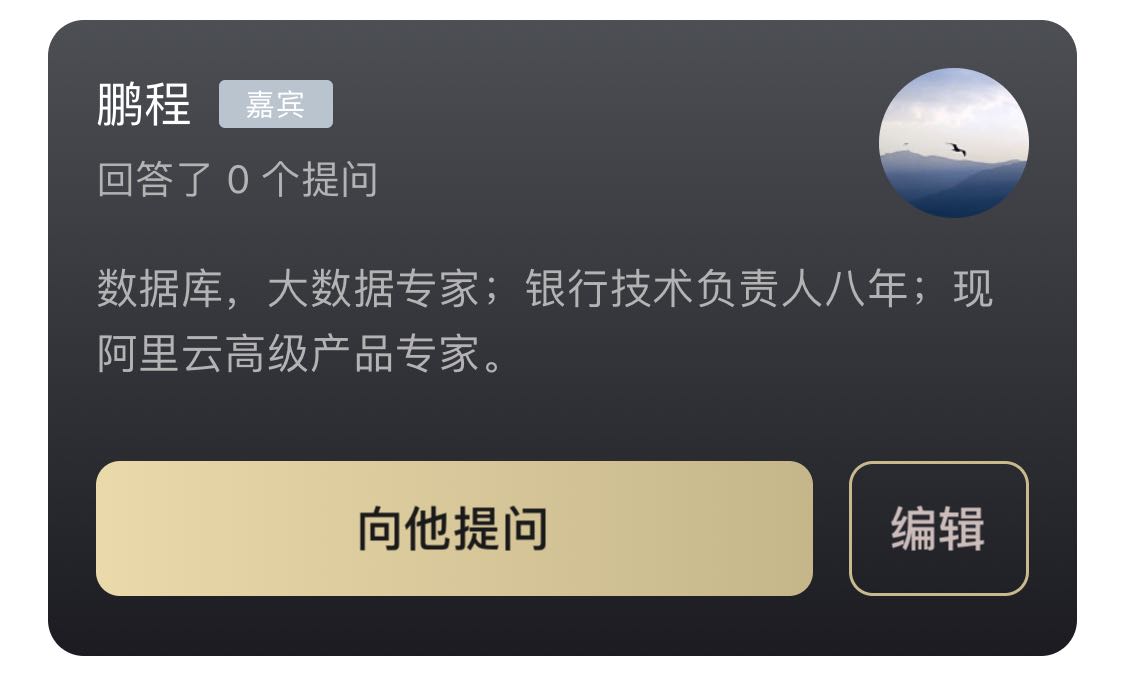 鹏程 嘉宾
回答了 0 个提问
数据库，大数据专家；银行技术负责人八年；现
阿里云高级产品专家。
向他提问 编辑